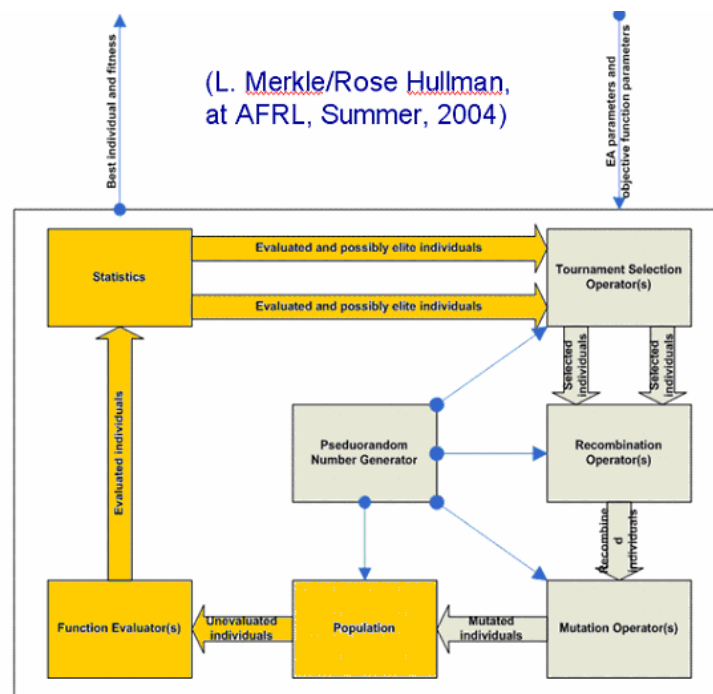 Best individual and fitness
(L. Merkle/Rose Hullman,
at AFRL, Summer, 2004)
EA parameters and
objective function parameters
Statistics
Evaluated and possibly elite individuals
Evaluated and possibly elite individuals
Tournament Selection
Operator(s)
Selected
individuals
Selected
individuals
Evaluated individuals
Pseduorandom
Number Generator
Recombination
Operator(s)
Recombine
d
individuals
Function Evaluator(s)
Unevaluated
individuals
Population
Mutated
individuals
Mutation Operator(s)